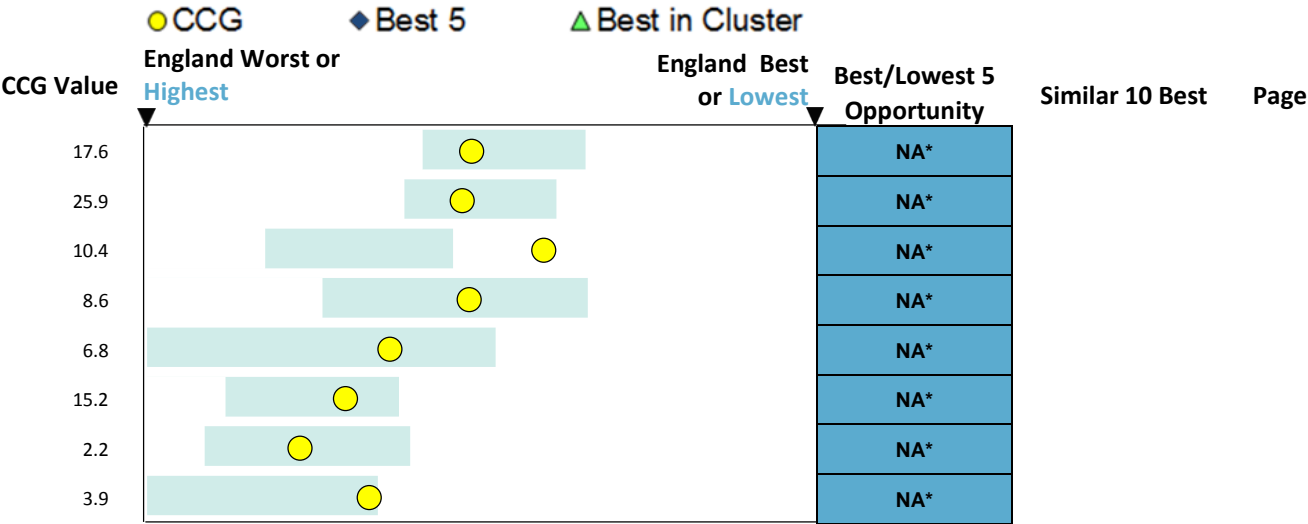 CCG Best 5 Best in Cluster
CCG Value England Worst or Highest England Best or Lowest Best/Lowest 5 Opportunity Similar 10 Best Page
17.6 NA*
25.9 NA*
10.4 NA*
8.6 NA*
6.8 NA*
15.2 NA*
2.2 NA*
3.9 NA*